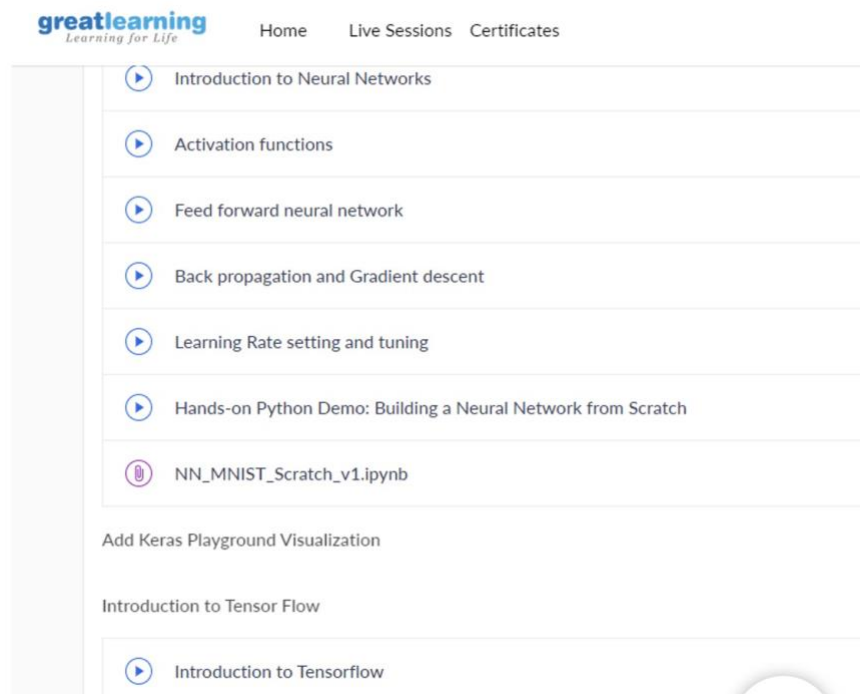 greatlearning
Learning for Life
Home Live Sessions Certificates
Introduction to Neural Networks
Activation functions
Feed forward neural network
Back propagation and Gradient descent
Learning Rate setting and tuning
Hands-on Python Demo: Building a Neural Network from Scratch
NN_MNIST_Scratch_v1.ipynb
Add Keras Playground Visualization
Introduction to Tensor Flow
Introduction to Tensorflow